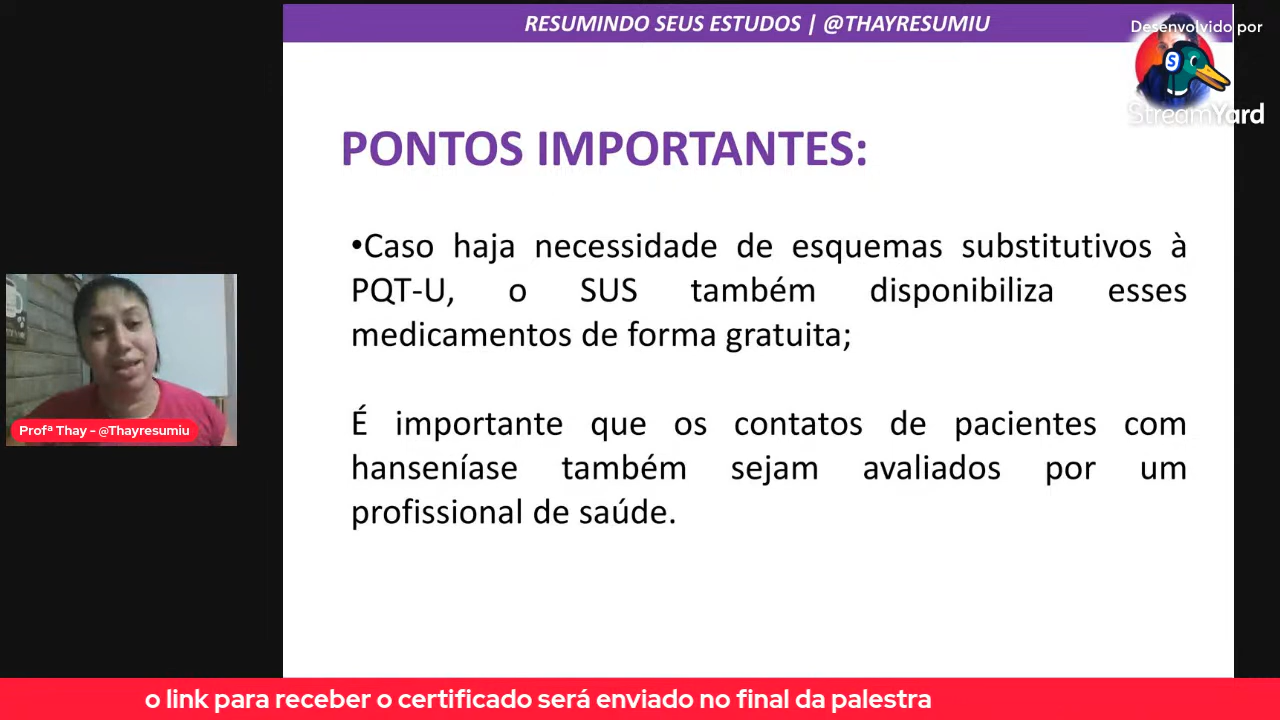 RESUMINDO SEUS ESTUDOS | @THAYRESUMIU
Desenvolvido por
S
StreamYard
PONTOS IMPORTANTES:
•Caso haja necessidade de esquemas substitutivos à
PQT-U, o SUS também disponibiliza esses
medicamentos de forma gratuita;
É importante que os contatos de pacientes com
hanseníase também sejam avaliados por um
profissional de saúde.
Profª Thay - @Thayresumiu
o link para receber o certificado será enviado no final da palestra